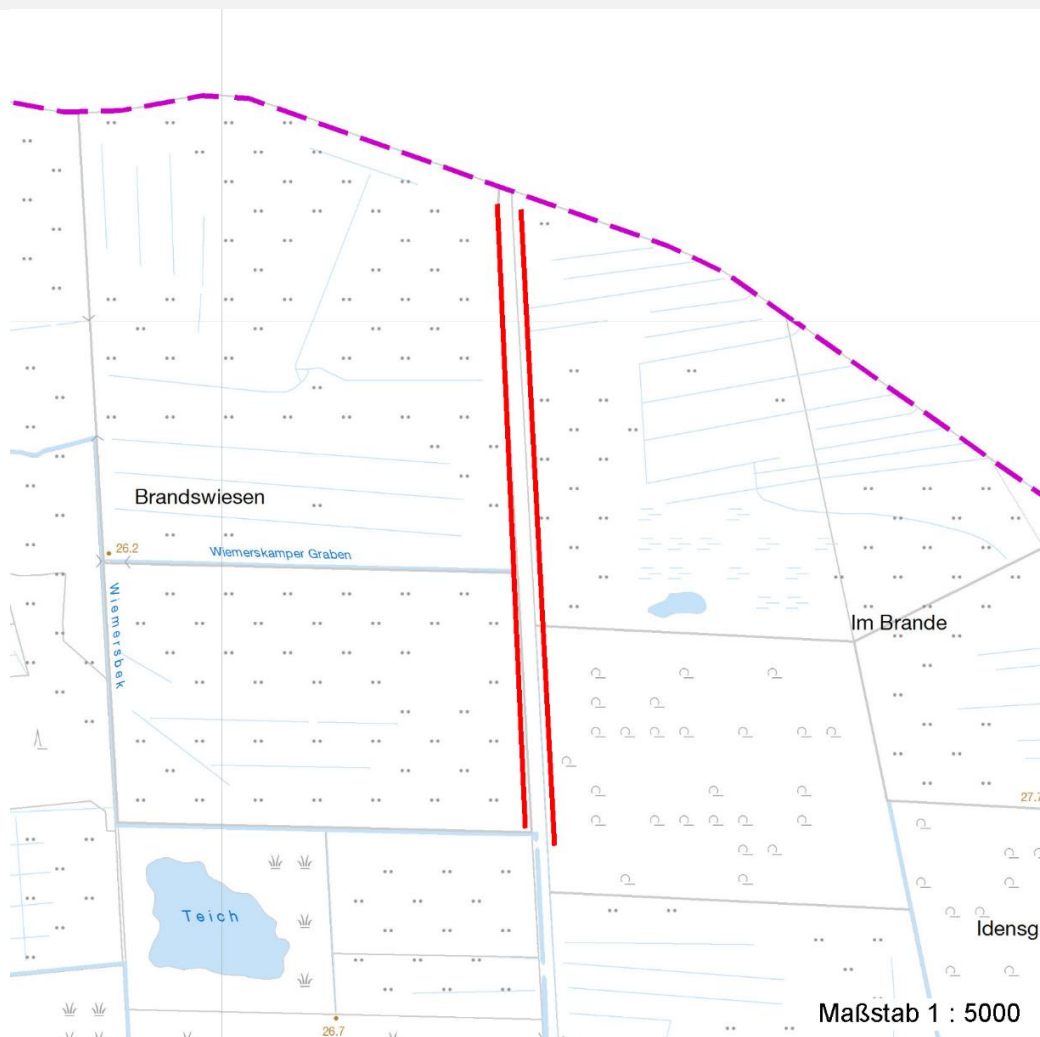 Brandswiesen
26.2
Wiemerskamper Graben
Wiemersbek
Im Brande
27.7
Teich
Idensg
Maßstab 1 : 5000
26.7